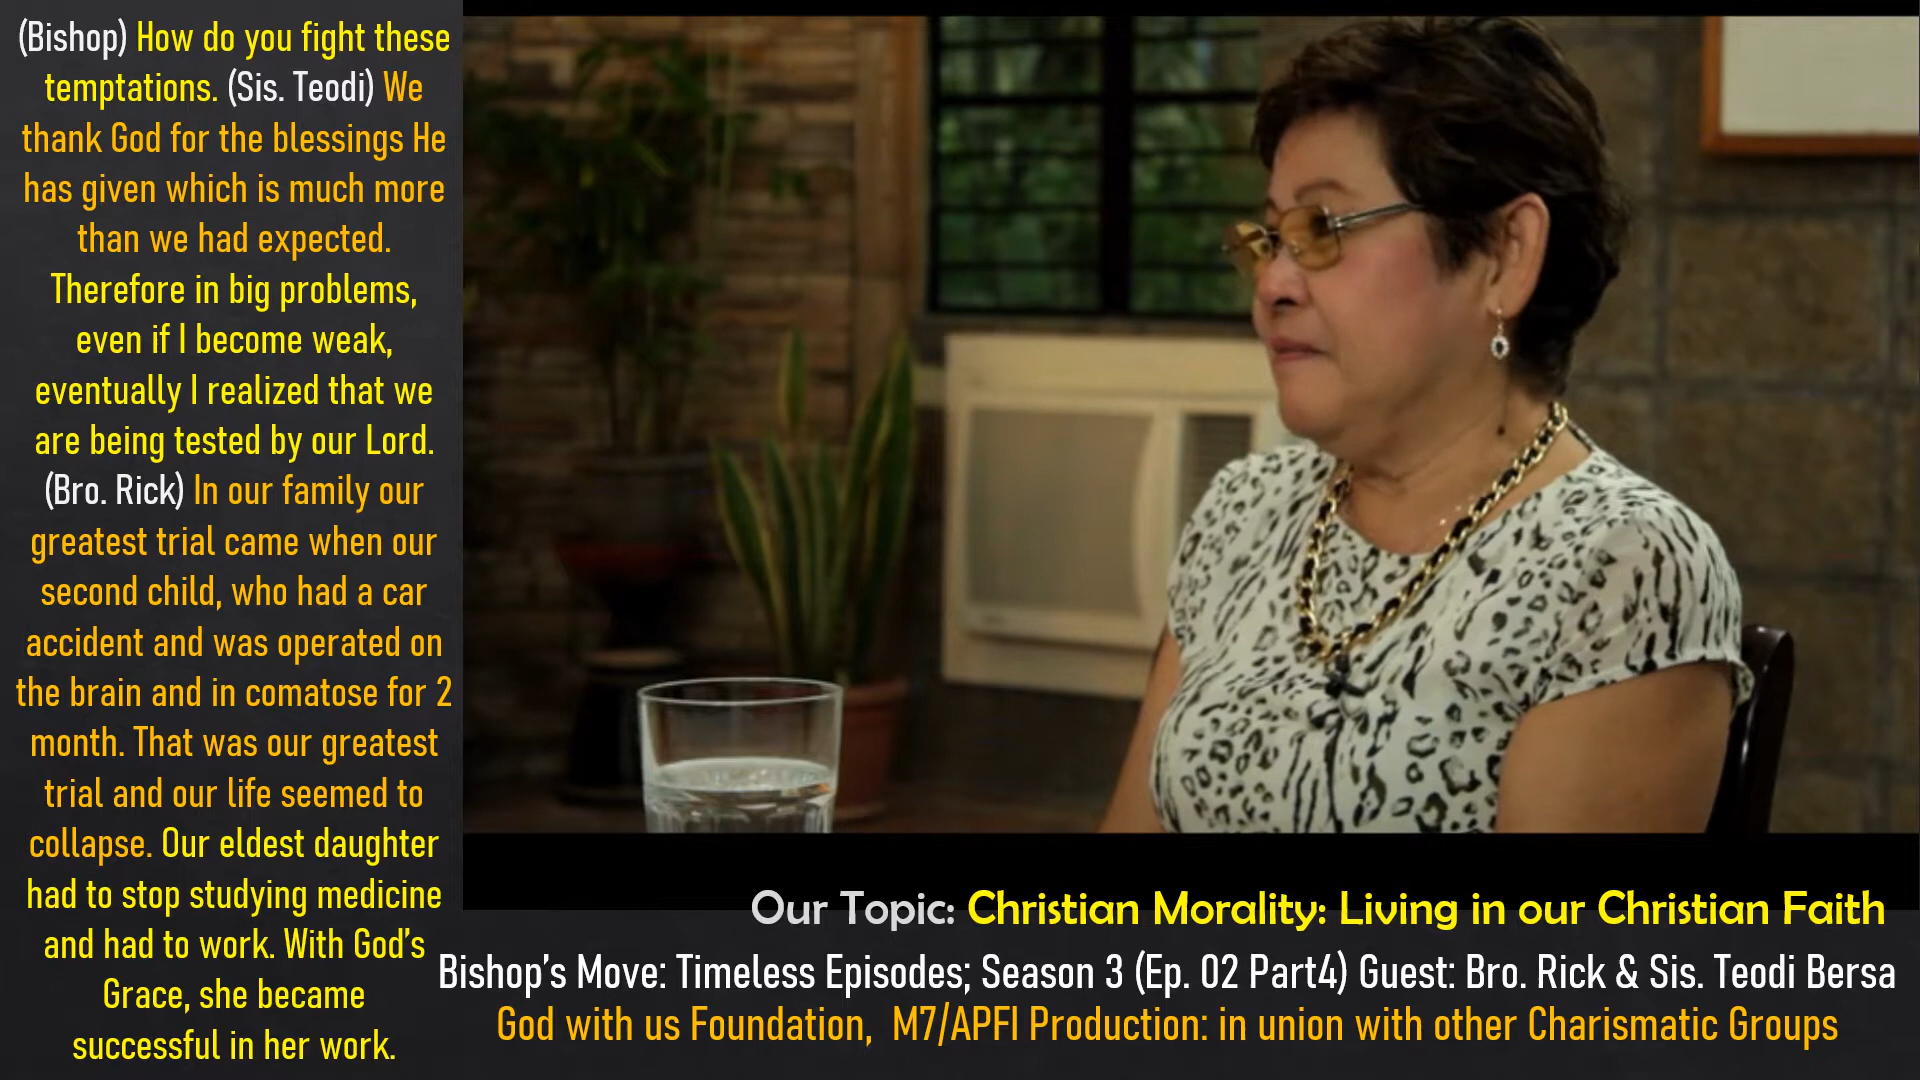 (Bishop) How do you fight these
temptations. (Sis. Teodi) We
thank God for the blessings He
has given which is much more
than we had expected.
Therefore in big problems,
even if I become weak,
eventually I realized that we
are being tested by our Lord.
(Bro. Rick) In our family our
greatest trial came when our
second child, who had a car
accident and was operated on
the brain and in comatose for 2
month. That was our greatest
trial and our life seemed to
collapse. Our eldest daughter
had to stop studying medicine
and had to work. With God’s
Grace, she became
successful in her work.
Our Topic: Christian Morality: Living in our Christian Faith
Bishop’s Move: Timeless Episodes; Season 3 (Ep. 02 Part4) Guest: Bro. Rick & Sis. Teodi Bersa
God with us Foundation, M7/APFI Production: in union with other Charismatic Groups